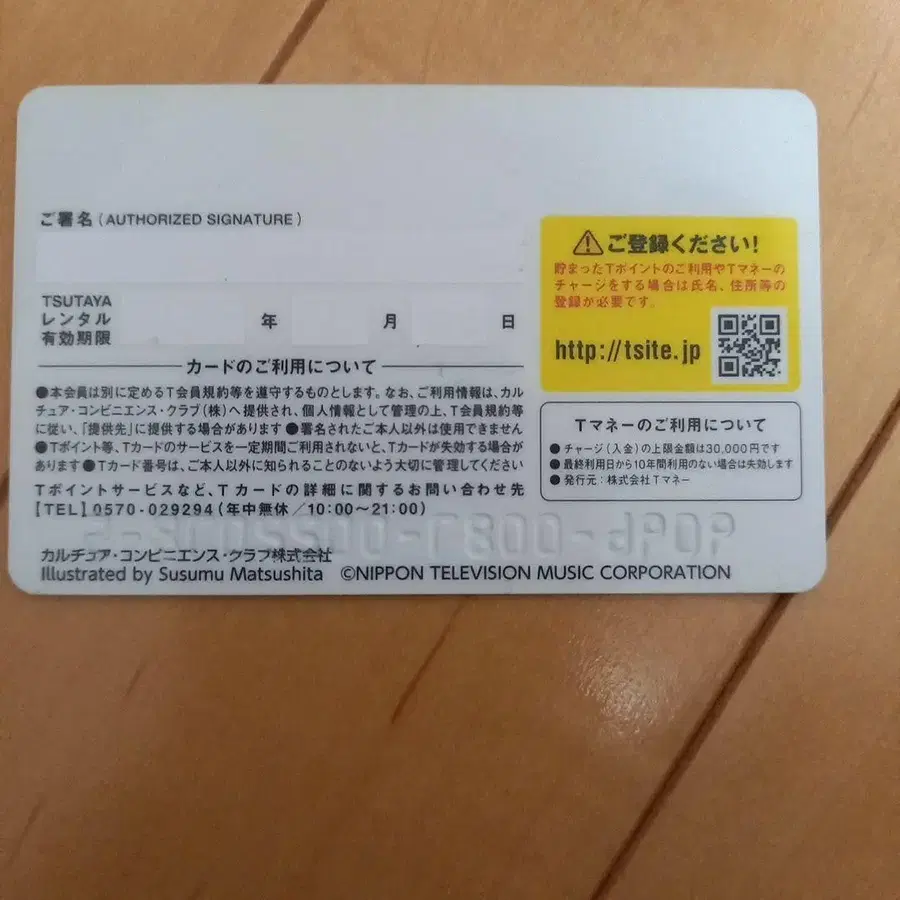 ご署名(AUTHORIZED SIGNATURE)
TSUTAYA
レンタル
有効期限
年 月 日
カードのご利用について
●本会員は別に定めるT会員規約等を遵守するものとします。なお、ご利用情報は、カル
チュア・コンビニエンス・クラブ(株)へ提供され、個人情報として管理の上、T会員規約等
に従い、「提供先」に提供する場合があります●署名されたご本人以外は使用できません
●Tポイント等、Tカードのサービスを一定期間ご利用されないと、Tカードが失効する場合が
あります●Tカード番号は、ご本人以外に知られることのないよう大切に管理してください
Tポイントサービスなど、Tカードの詳細に関するお問い合わせ先
【TEL】0570-029294(年中無休/10:00〜21:00)
カルチュア・コンビニエンス・クラブ株式会社
Illustrated by Susumu Matsushita ©NIPPON TELEVISION MUSIC CORPORATION
ご登録ください!
貯まったTポイントのご利用やTマネーの
チャージをする場合は氏名、住所等の
登録が必要です。
http://tsite.jp
Tマネーのご利用について
●チャージ(入金)の上限金額は30,000円です
●最終利用日から10年間利用のない場合は失効します
●発行元:株式会社Tマネー